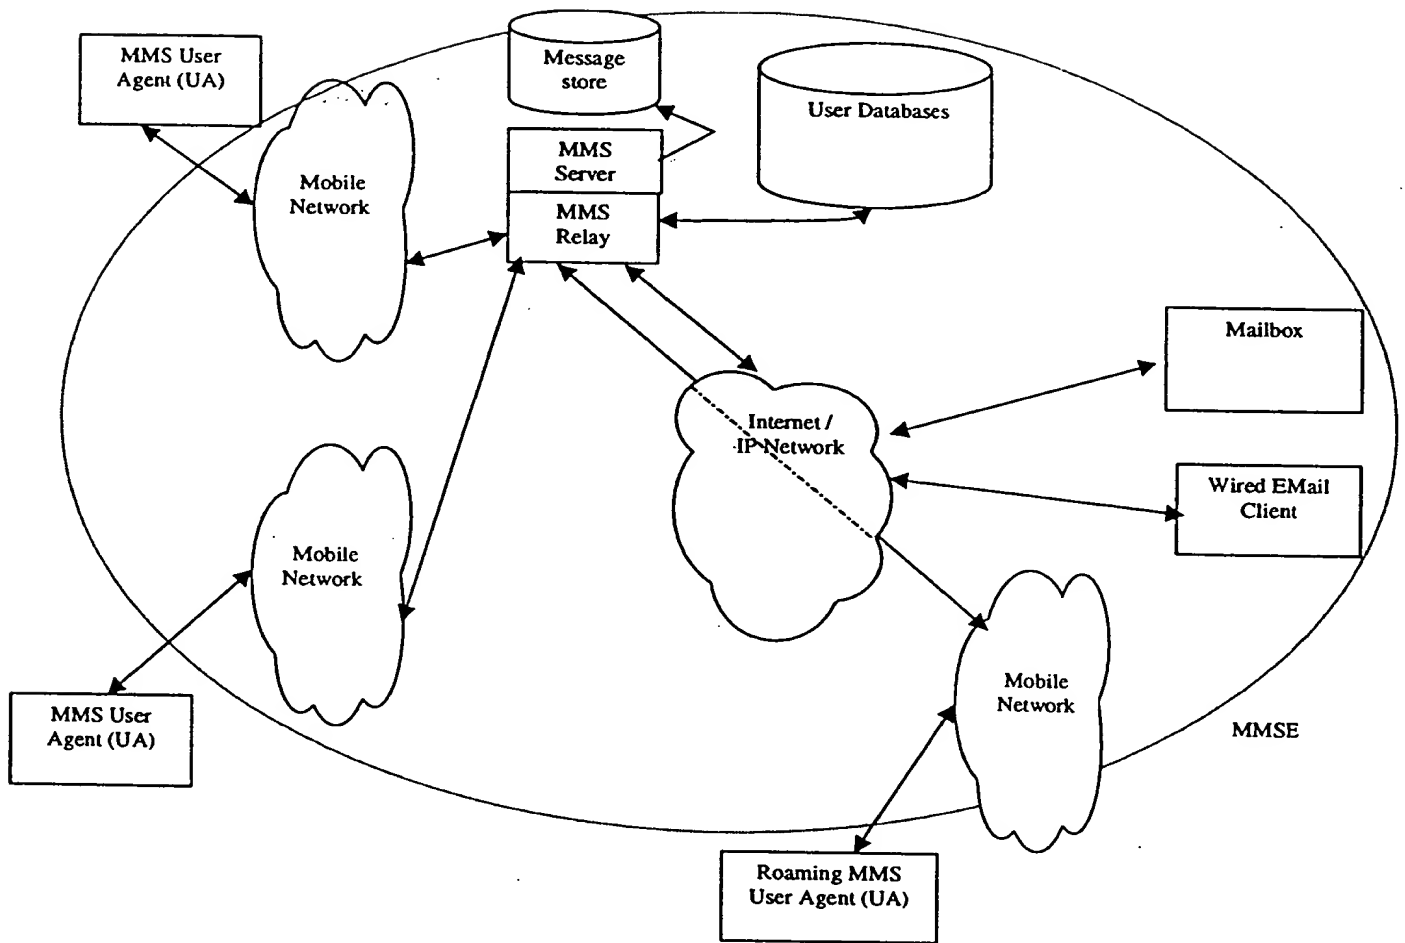 MMS User
Agent (UA)
Message
store
User Databases
MMS
Server
MMS
Relay
Mobile
Network
Mailbox
Internet /
IP Network
Wired EMail
Client
Mobile
Network
MMS User
Agent (UA)
Mobile
Network
MMSE
Roaming MMS
User Agent (UA)